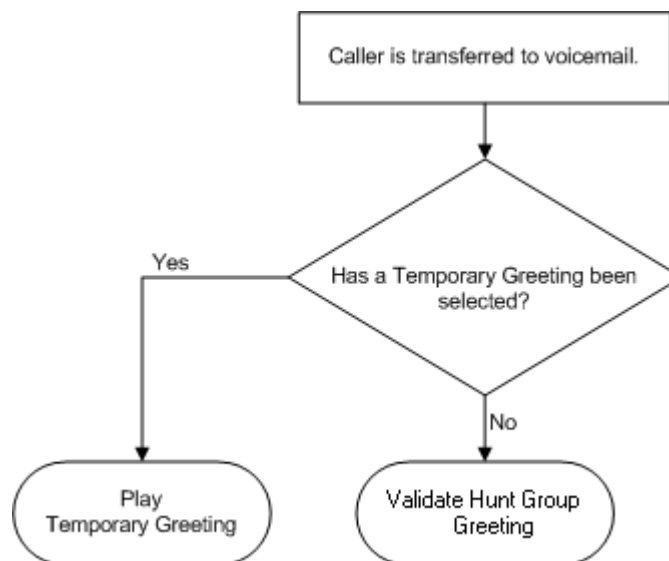 Caller is transferred to voicemail.
Has a Temporary Greeting been
selected?
Yes
No
Play
Temporary Greeting
Validate Hunt Group
Greeting